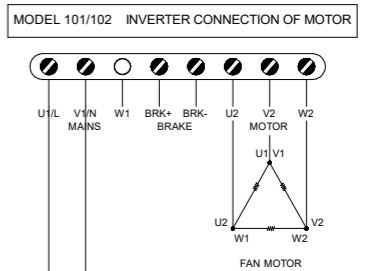 MODEL 101/102 INVERTER CONNECTION OF MOTOR
U1/L V1/N W1 BRK+ BRK- U2 V2 W2
MAINS BRAKE MOTOR
U1 V1
U2 V2
W1 W2
FAN MOTOR